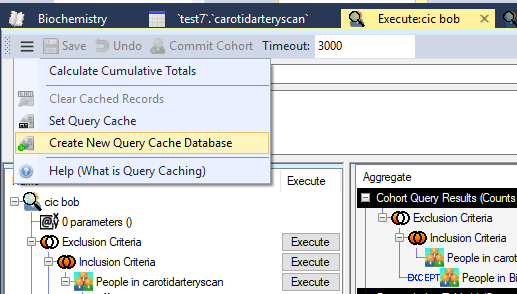 Biochemistry
`test7`.`carotidarteryscan`
Execute:cic bob
Save
Undo
Commit Cohort
Timeout:
3000
Calculate Cumulative Totals
Clear Cached Records
Set Query Cache
Create New Query Cache Database
Help (What is Query Caching)
Execute
cic bob
0 parameters ()
Exclusion Criteria
Execute
Inclusion Criteria
Execute
People in carotidarteryscan
Execute
Aggregate
Cohort Query Results (Counts
Exclusion Criteria
Inclusion Criteria
People in carot
EXCEPT
People in Bi